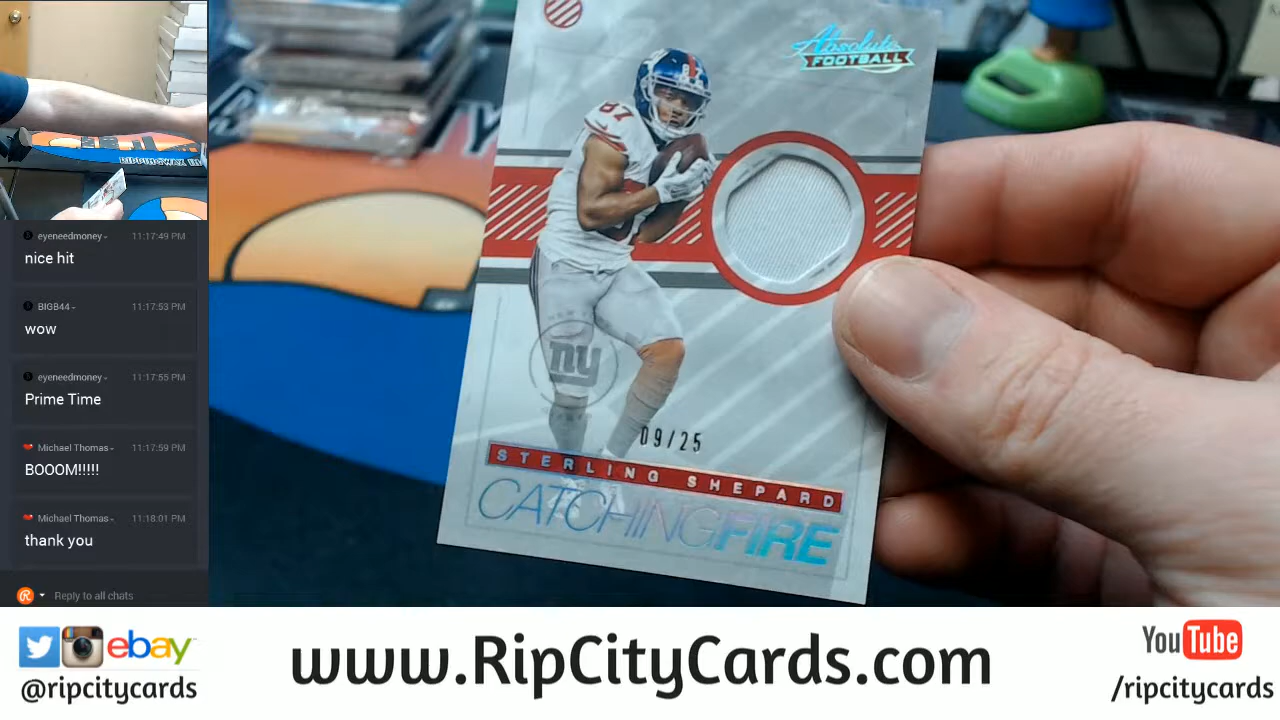 RIPPINGWAX
eyeneedmoney-
11:17:49 PM
nice hit
BIGB44-
11:17:53 PM
wow
eyeneedmoney-
11:17:55 PM
Prime Time
Michael Thomas-
11:17:59 PM
BOOOM!!!!!
Michael Thomas-
11:18:01 PM
thank you
Reply to all chats
Absolute
FOOTBALL
87
ny
09/25
STERLING SHEPARD
CATCHINGFIRE
ebay
@ripcitycards
www.RipCityCards.com
YouTube
/ripcitycards